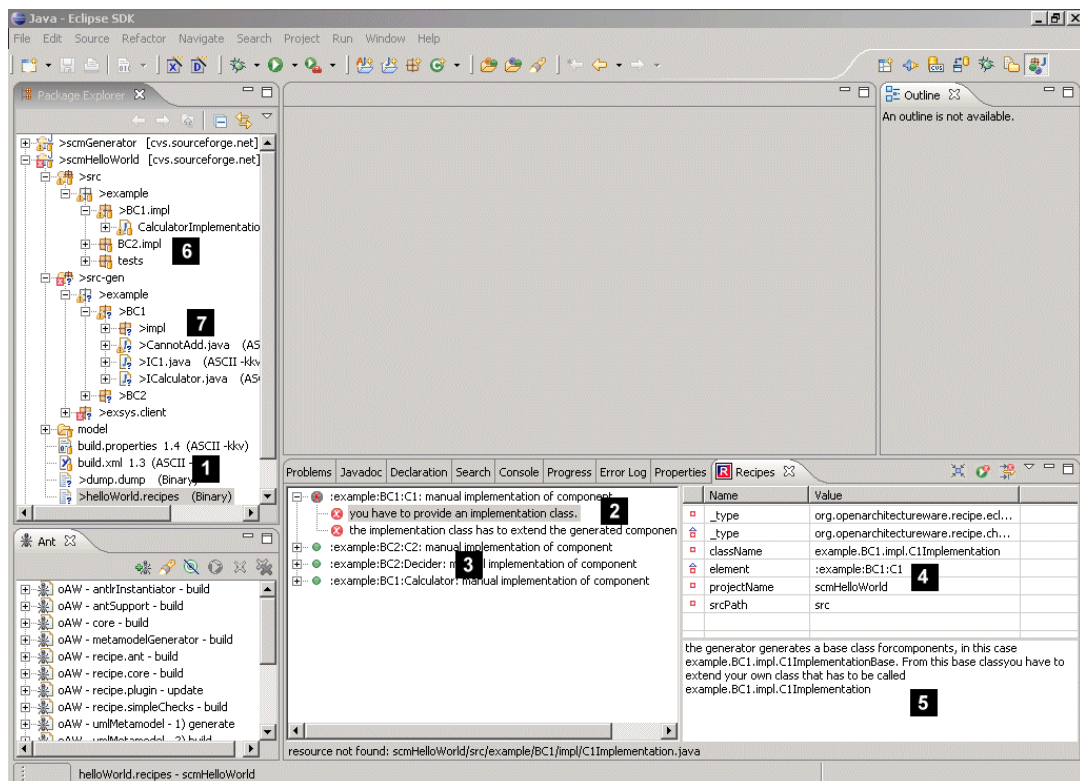 Java - Eclipse SDK
File Edit Source Refactor Navigate Search Project Run Window Help
Package Explorer
>scmGenerator [cvs.sourceforge.net]
>scmHelloWorld [cvs.sourceforge.net]
>src
>example
>BC1.impl
CalculatorImplementatio
BC2.impl
6
tests
>src-gen
>example
>BC1
7
>impl
>CannotAdd.java (AS
>IC1.java (ASCII -kkv
>ICalculator.java (AS
>BC2
>exsys.client
model
build.properties 1.4 (ASCII -kkv)
build.xml 1.3 (ASCII -
1
>dump.dump (Binary
>helloWorld.recipes (Binary)
Ant
oAW - antlrInstantiator - build
oAW - antSupport - build
oAW - core - build
oAW - metamodelGenerator - build
oAW - recipe.ant - build
oAW - recipe.core - build
oAW - recipe.plugin - update
oAW - recipe.simpleChecks - build
oAW - umlMetamodel - 1) generate
oAW - umlMetamodel - 2) build
Outline
An outline is not available.
Problems Javadoc Declaration Search Console Progress Error Log Properties Recipes
:example:BC1:C1: manual implementation of component
you have to provide an implementation class.
2
the implementation class has to extend the generated componen
:example:BC2:C2: manual implementation of component
:example:BC2:Decider: implementation of component
3
:example:BC1:Calculator: manual implementation of component
Name Value
_type org.openarchitectureware.recipe.ecl...
_type org.openarchitectureware.recipe.ch...
className example.BC1.impl.C1Implementation
element :example:BC1:C1
4
projectName scmHelloWorld
srcPath src
the generator generates a base class forcomponents, in this case
example.BC1.impl.C1ImplementationBase. From this base classyou have to
extend your own class that has to be called
example.BC1.impl.C1Implementation
5
resource not found: scmHelloWorld/src/example/BC1/impl/C1Implementation.java
helloWorld.recipes - scmHelloWorld